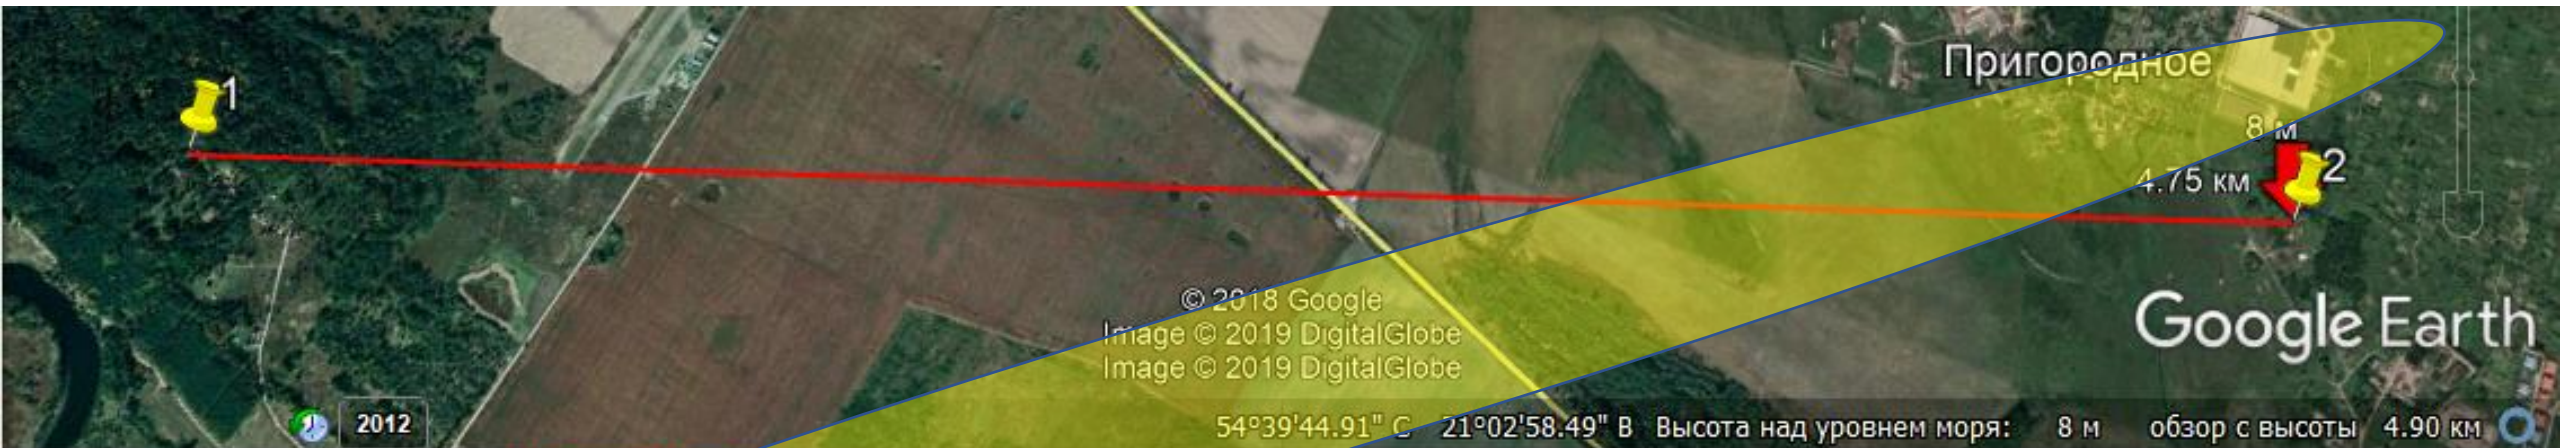 Пригородное
1
8 м
2
4.75 км
© 2018 Google
Image © 2019 DigitalGlobe
Image © 2019 DigitalGlobe
Google Earth
2012
54°39'44.91" С 21°02'58.49" В Высота над уровнем моря: 8 м обзор с высоты 4.90 км